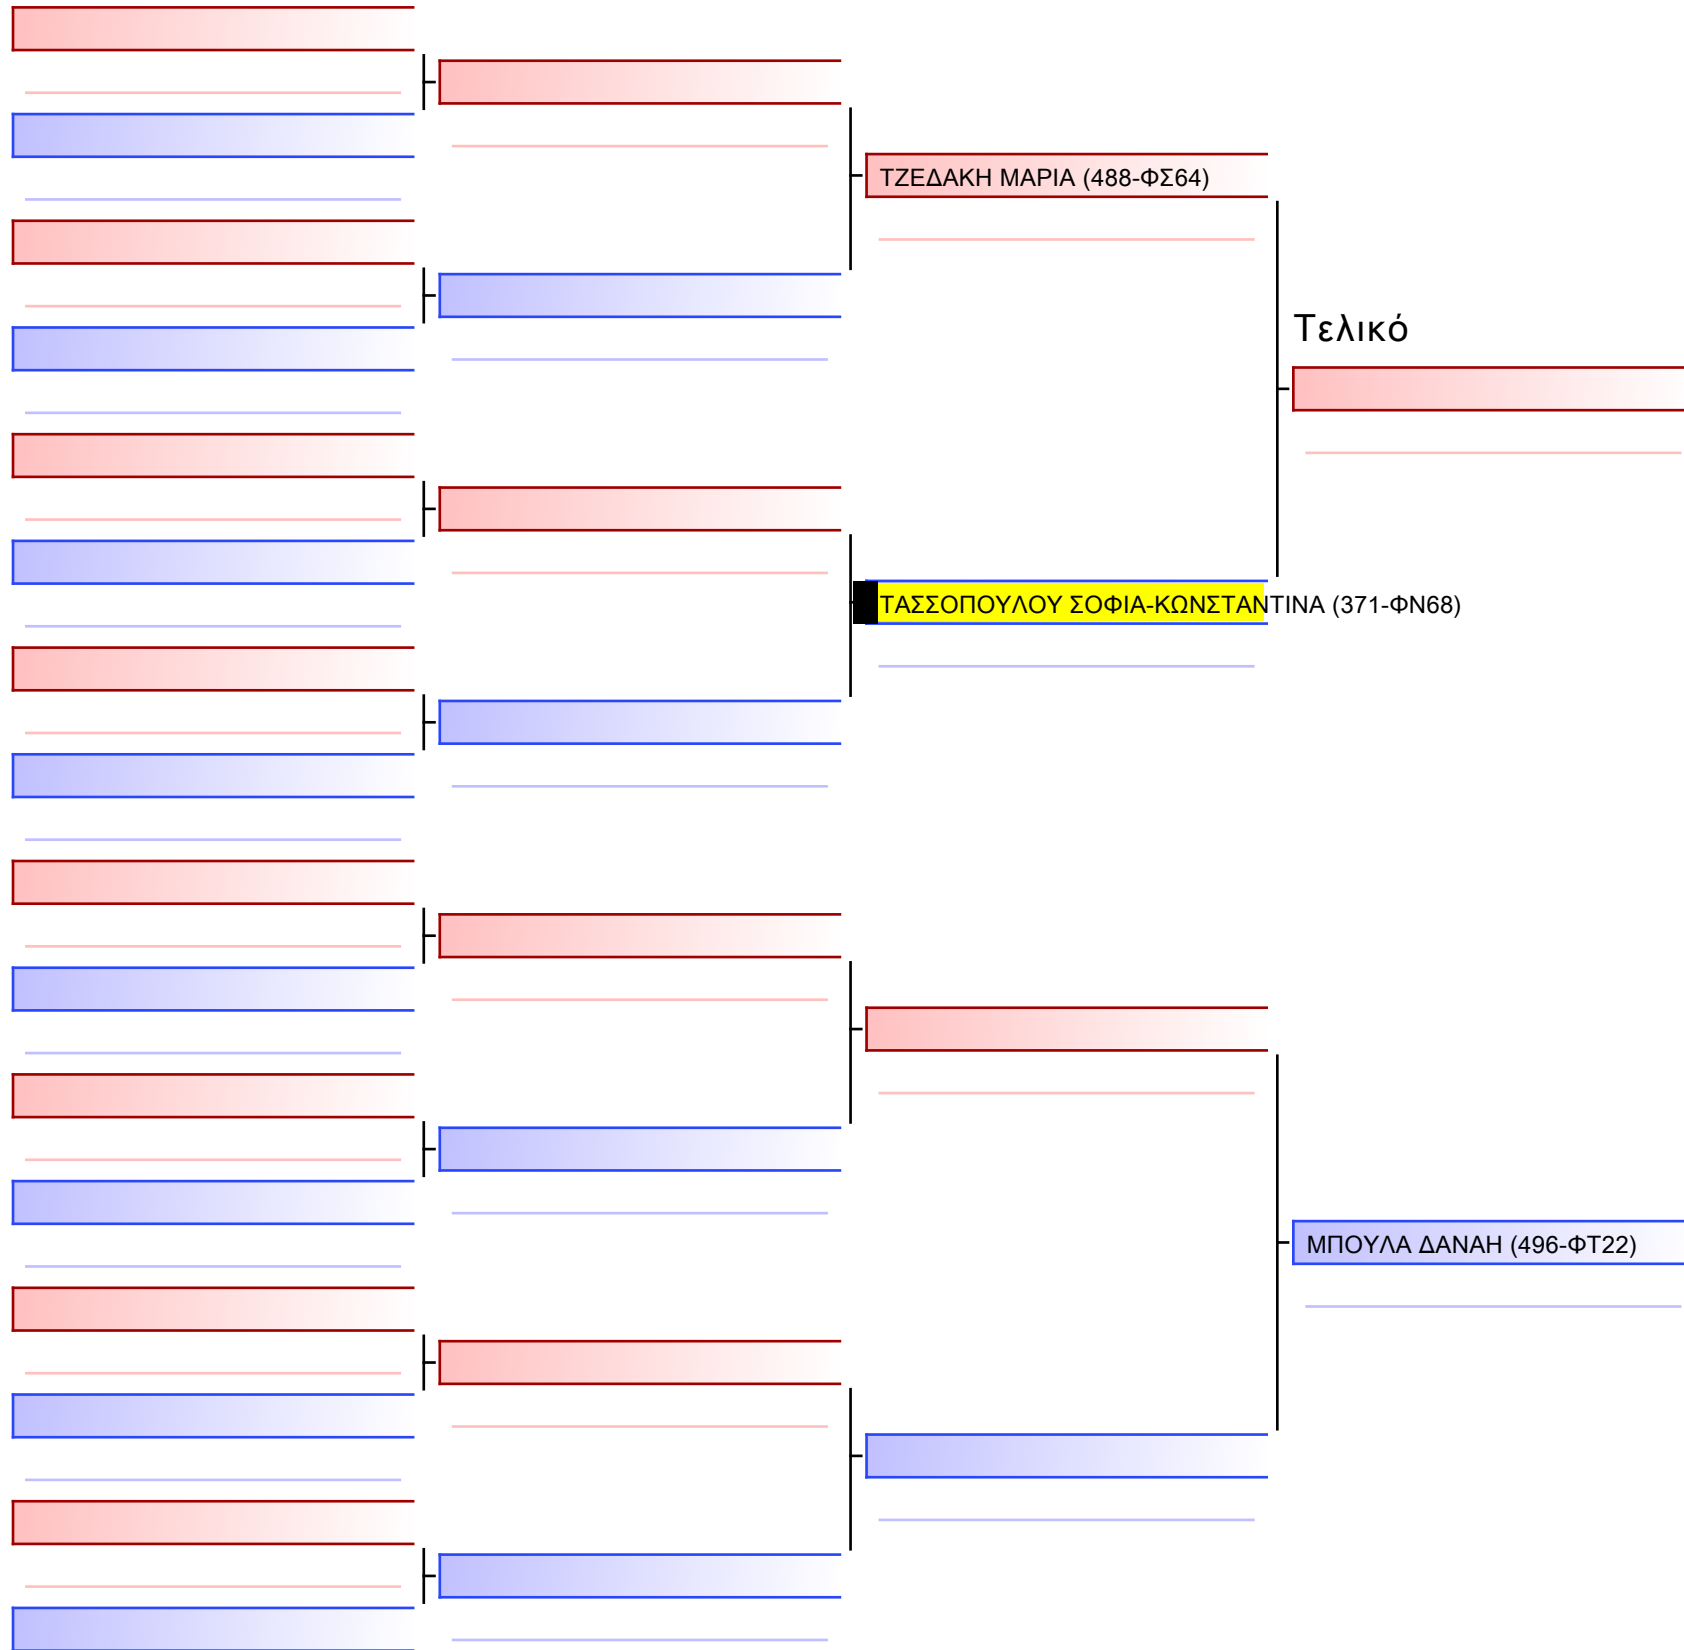 ΤΖΕΔΑΚΗ ΜΑΡΙΑ (488-ΦΣ64)
Τελικό
ΤΑΣΣΟΠΟΥΛΟΥ ΣΟΦΙΑ-ΚΩΝΣΤΑΝΤΙΝΑ (371-ΦΝ68)
ΜΠΟΥΛΑ ΔΑΝΑΗ (496-ΦΤ22)